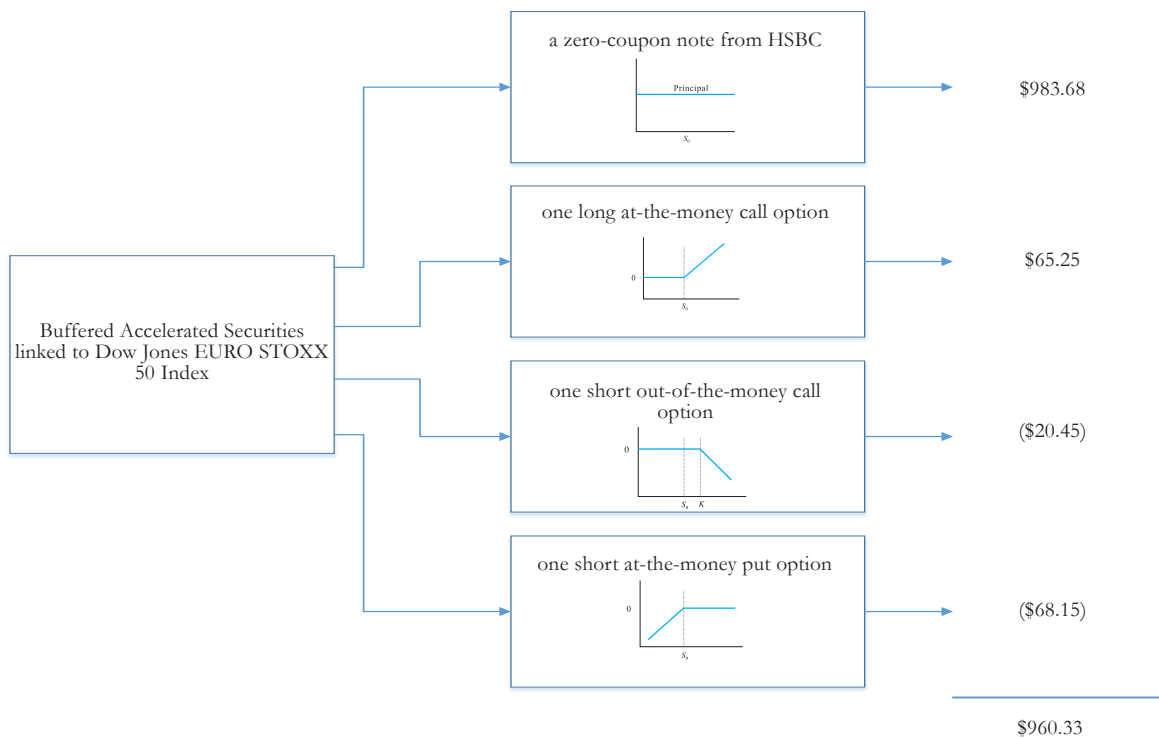 Buffered Accelerated Securities
linked to Dow Jones EURO STOXX
50 Index
a zero-coupon note from HSBC
Principal
S₀
$983.68
one long at-the-money call option
0
S₀
$65.25
one short out-of-the-money call
option
0
S₀ K
($20.45)
one short at-the-money put option
0
S₀
($68.15)
$960.33